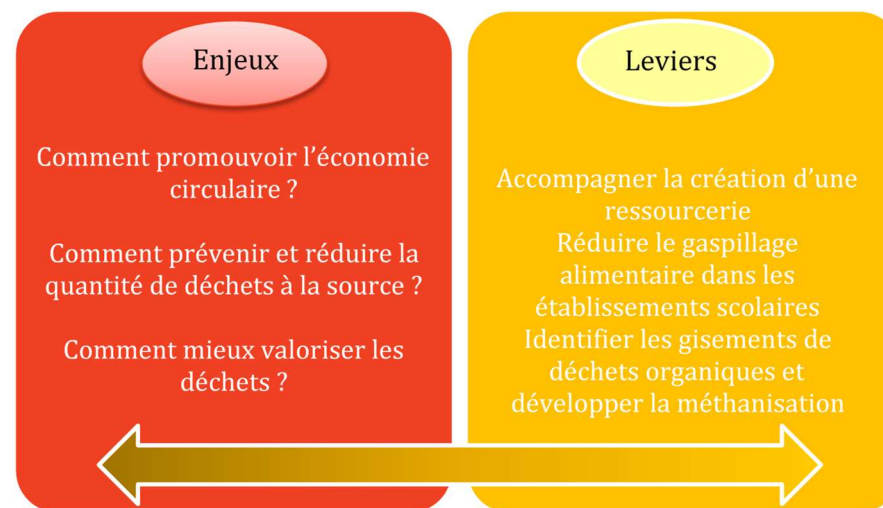 Enjeux
Comment promouvoir l’économie
circulaire ?
Comment prévenir et réduire la
quantité de déchets à la source ?
Comment mieux valoriser les
déchets ?
Leviers
Accompagner la création d’une
ressourcerie
Réduire le gaspillage
alimentaire dans les
établissements scolaires
Identifier les gisements de
déchets organiques et
développer la méthanisation